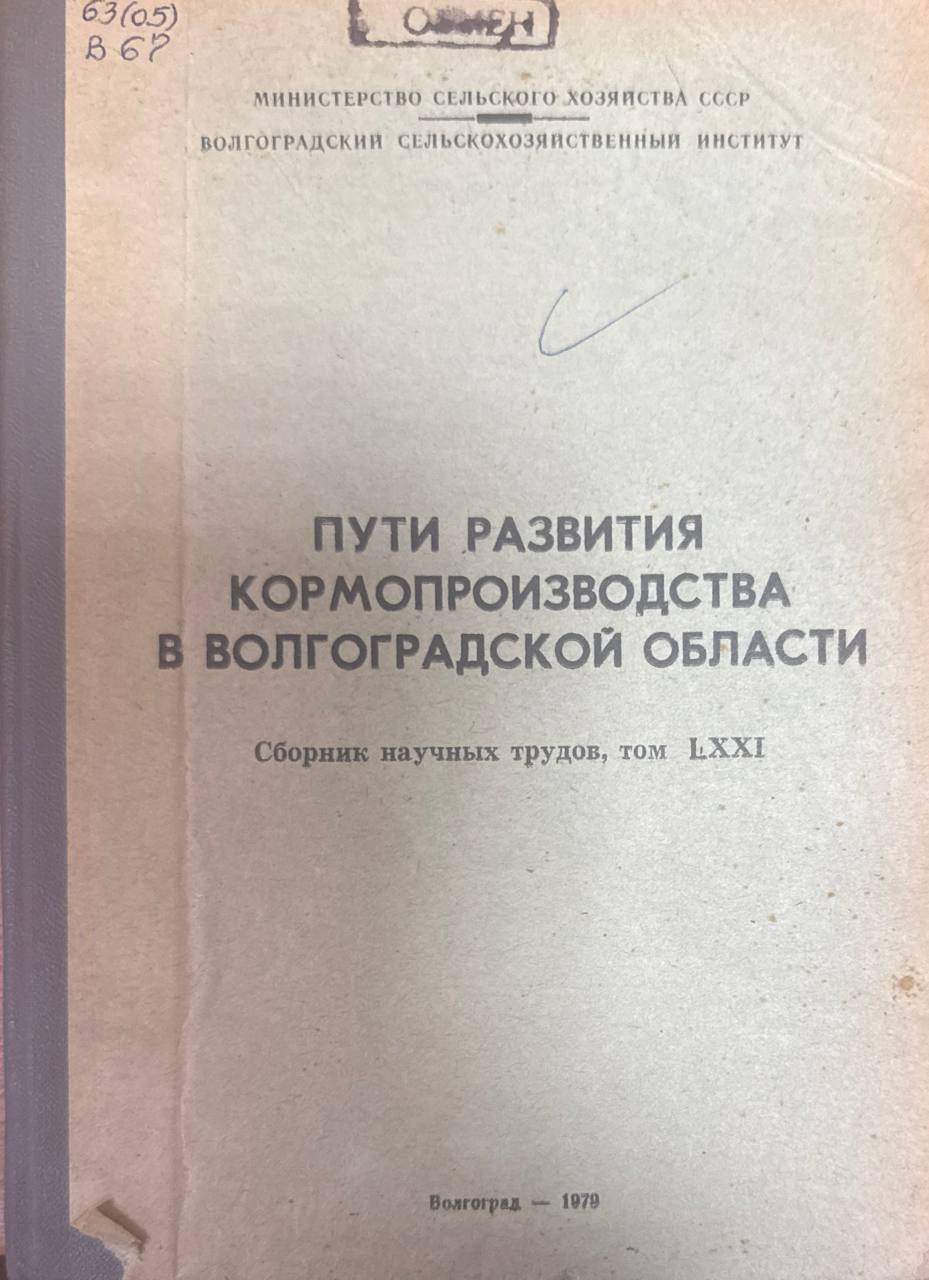 63(05)
В 67
ОБМЕН
МИНИСТЕРСТВО СЕЛЬСКОГО ХОЗЯЙСТВА СССР
ВОЛГОГРАДСКИЙ СЕЛЬСКОХОЗЯЙСТВЕННЫЙ ИНСТИТУТ
ПУТИ РАЗВИТИЯ
КОРМОПРОИЗВОДСТВА
В ВОЛГОГРАДСКОЙ ОБЛАСТИ
Сборник научных трудов, том LXXI
Волгоград — 1979